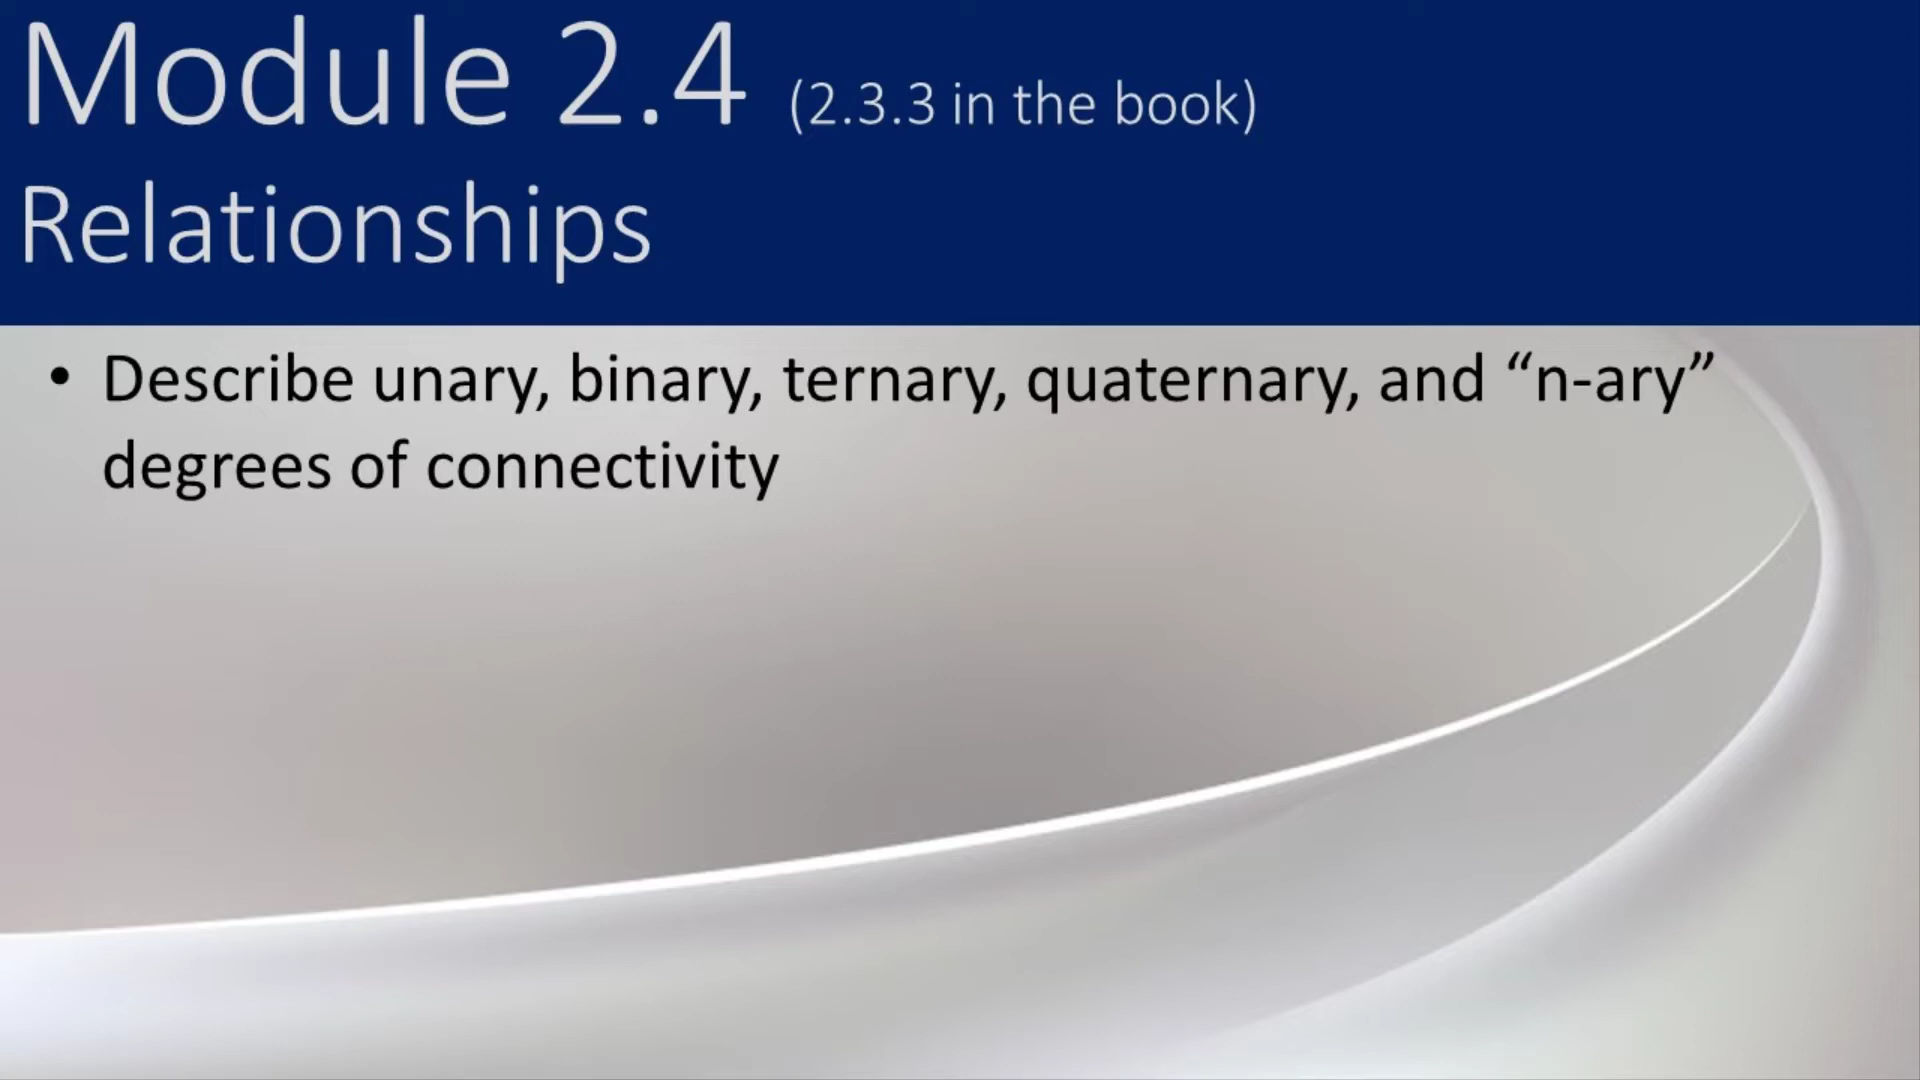 Module 2.4 (2.3.3 in the book)
Relationships
• Describe unary, binary, ternary, quaternary, and “n-ary”
degrees of connectivity